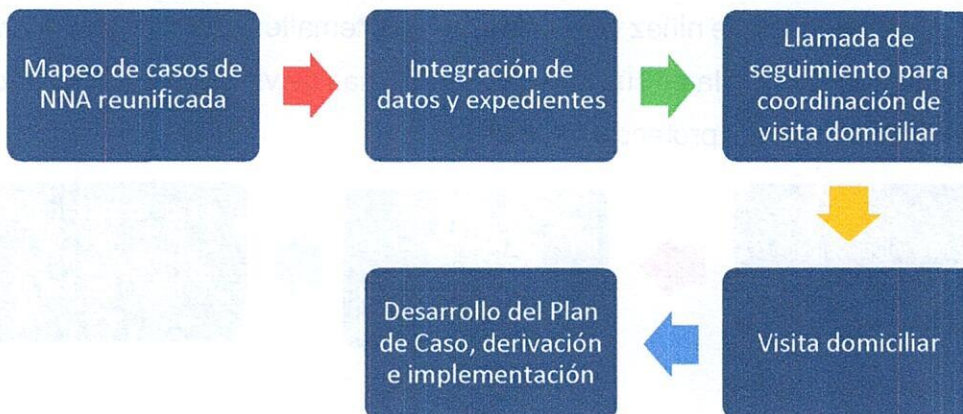 Mapeo de casos de
NNA reunificada
Integración de
datos y expedientes
Llamada de
seguimiento para
coordinación de
visita domiciliar
Visita domiciliar
Desarrollo del Plan
de Caso, derivación
e implementación